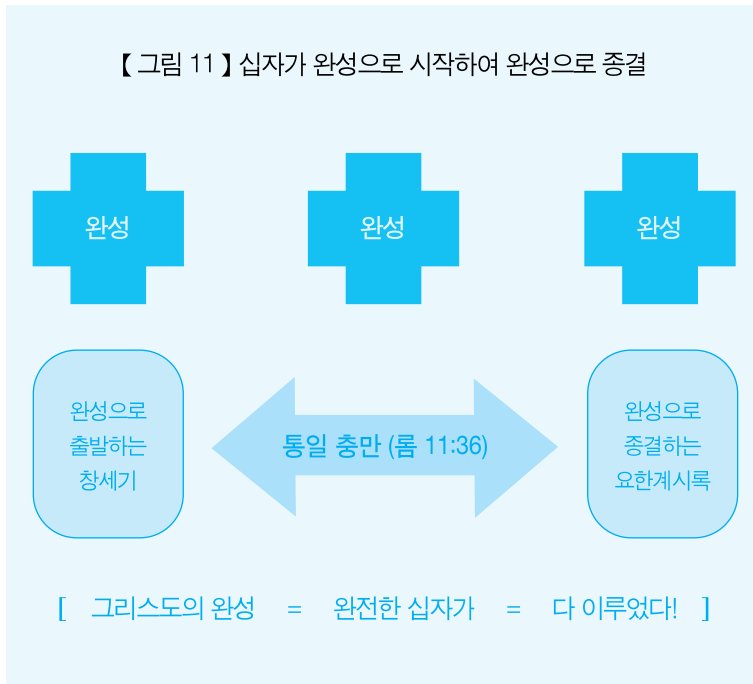 【 그림 11 】 십자가 완성으로 시작하여 완성으로 종결
완성
완성
완성
완성으로
출발하는
창세기
통일 충만 (롬 11:36)
완성으로
종결하는
요한계시록
[ 그리스도의 완성 = 완전한 십자가 = 다 이루었다! ]